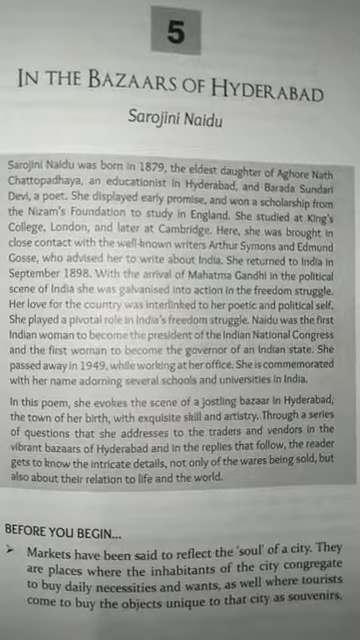 5
IN THE BAZAARS OF HYDERABAD
Sarojini Naidu
Sarojini Naidu was born in 1879, the eldest daughter of Aghore Nath
Chattopadhaya, an educationist in Hyderabad, and Barada Sundari
Devi, a poet. She displayed early promise, and won a scholarship from
the Nizam's Foundation to study in England. She studied at King's
College, London, and later at Cambridge. Here, she was brought in
close contact with the well-known writers Arthur Symons and Edmund
Gosse, who advised her to write about India. She returned to India in
September 1898. With the arrival of Mahatma Gandhi in the political
scene of India she was galvanised into action in the freedom struggle.
Her love for the country was interlinked to her poetic and political self.
She played a pivotal role in India's freedom struggle. Naidu was the first
Indian woman to become the president of the Indian National Congress
and the first woman to become the governor of an Indian state. She
passed away in 1949, while working at her office. She is commemorated
with her name adorning several schools and universities in India.
In this poem, she evokes the scene of a jostling bazaar in Hyderabad,
the town of her birth, with exquisite skill and artistry. Through a series
of questions that she addresses to the traders and vendors in the
vibrant bazaars of Hyderabad and in the replies that follow, the reader
gets to know the intricate details, not only of the wares being sold, but
also about their relation to life and the world.
BEFORE YOU BEGIN...
➢ Markets have been said to reflect the 'soul' of a city. They
are places where the inhabitants of the city congregate
to buy daily necessities and wants, as well where tourists
come to buy the objects unique to that city as souvenirs.